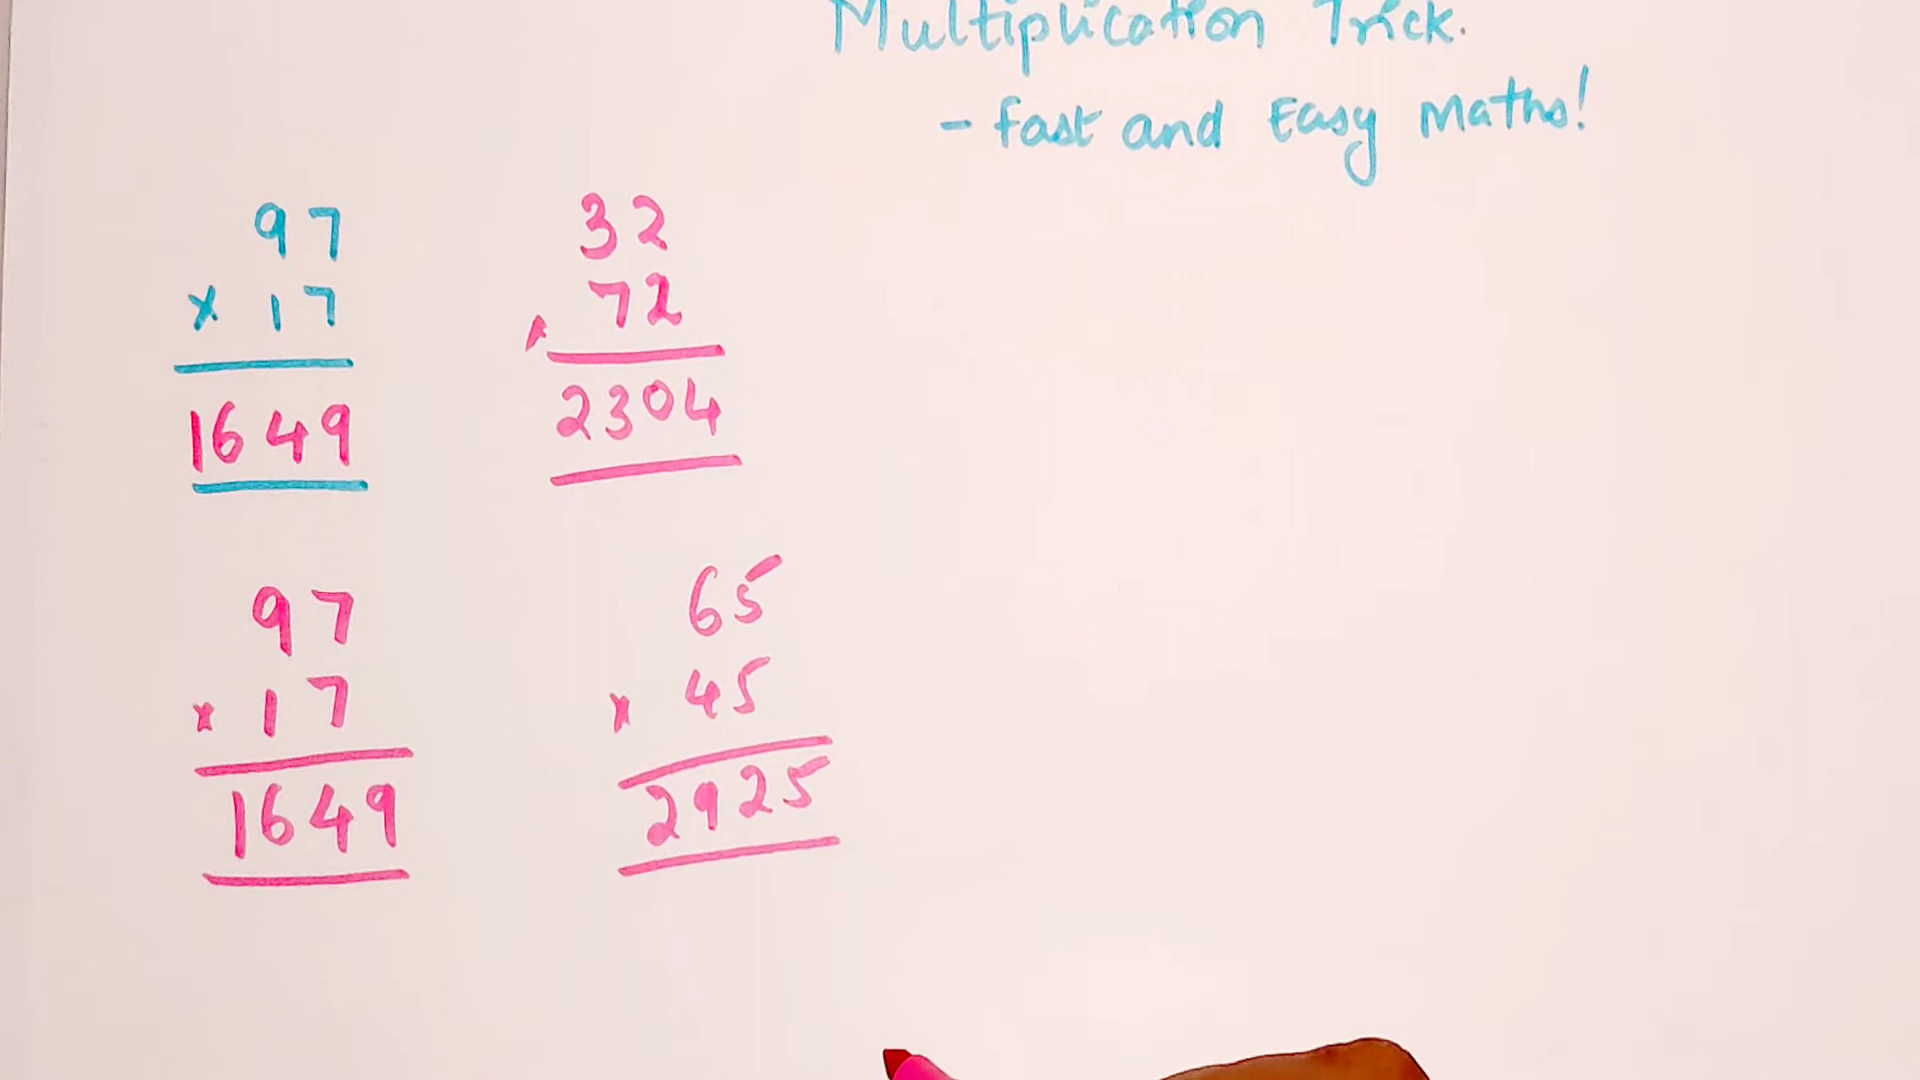 Multiplication Trick.
- fast and Easy Maths!
97
x 17
1649
32
x 72
2304
97
x 17
1649
65
x 45
2925